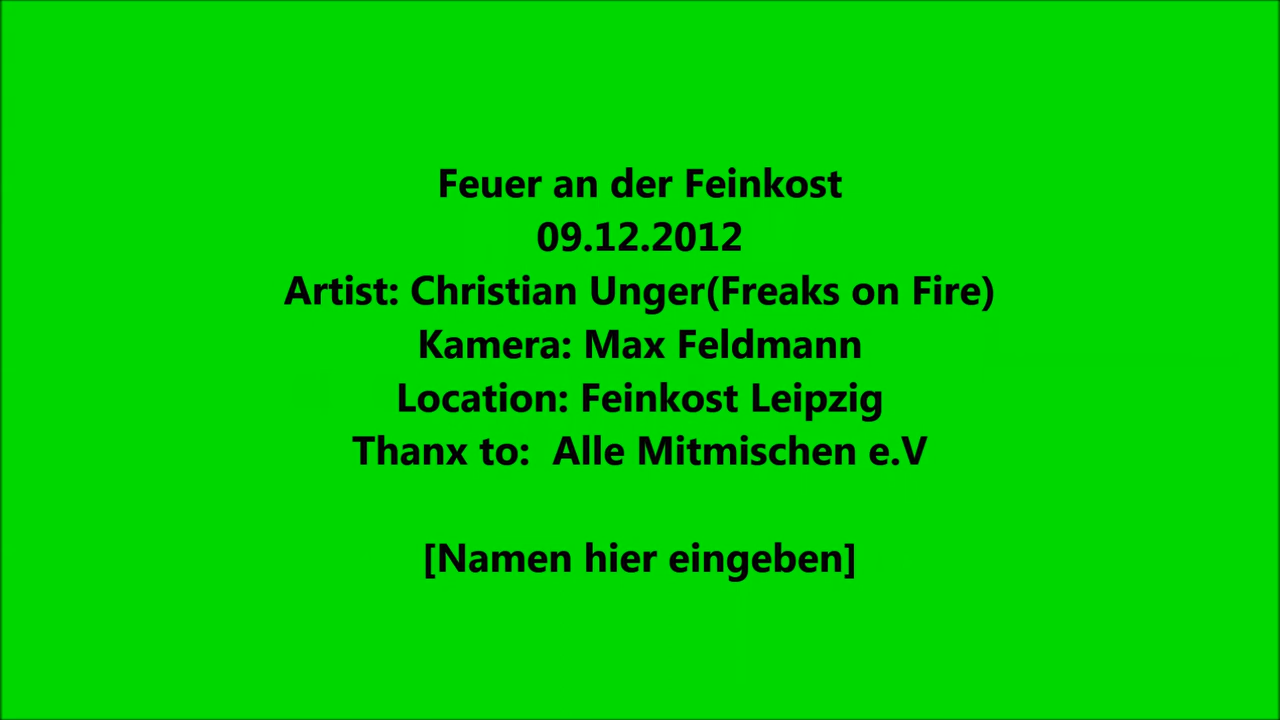 Feuer an der Feinkost
09.12.2012
Artist: Christian Unger(Freaks on Fire)
Kamera: Max Feldmann
Location: Feinkost Leipzig
Thanx to:  Alle Mitmischen e.V
[Namen hier eingeben]